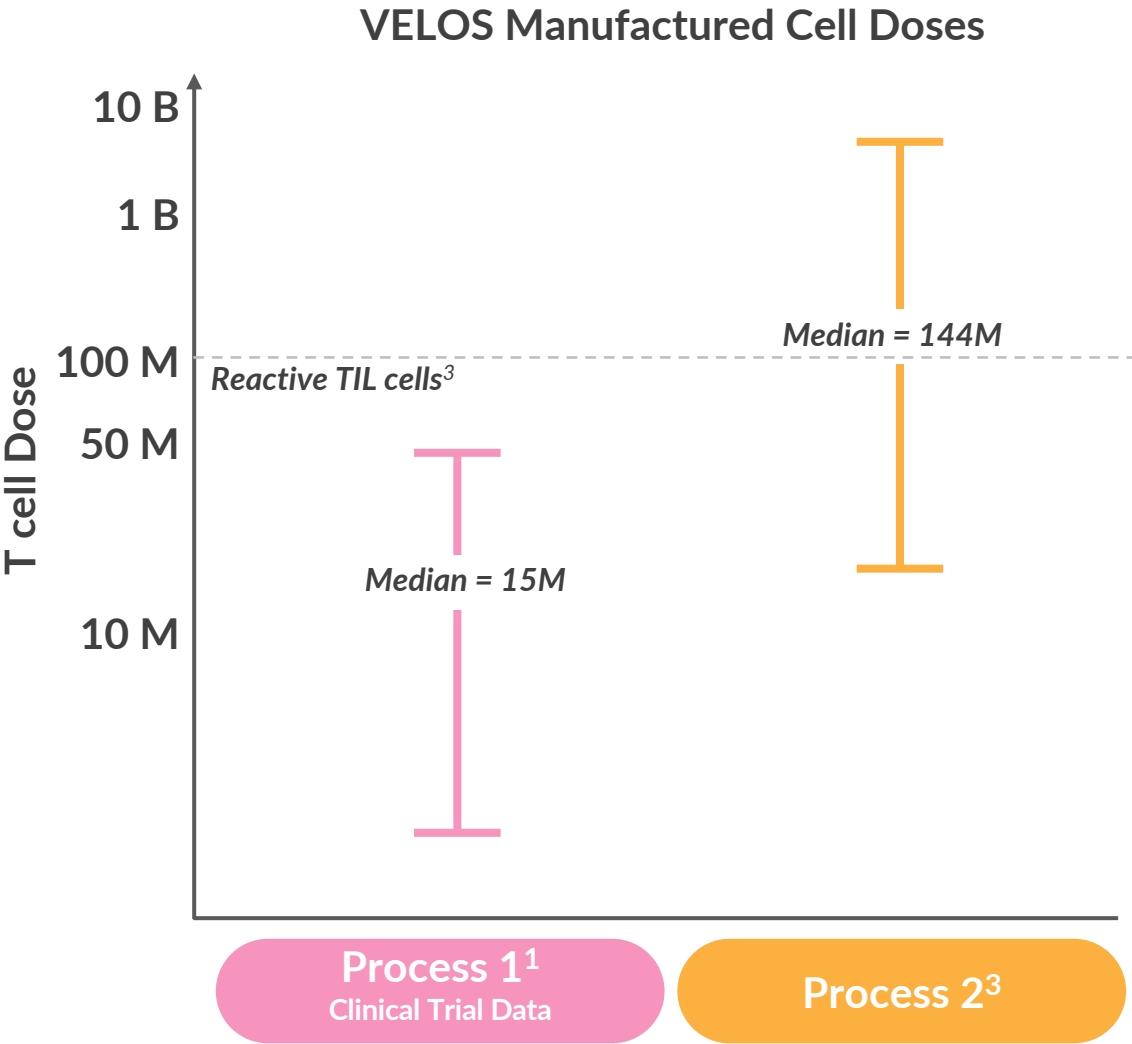 VELOS Manufactured Cell Doses
10 B
1 B
Median = 144M
100 M
Reactive TIL cells³
50 M
T cell Dose
Median = 15M
10 M
Process 1¹
Clinical Trial Data
Process 2³